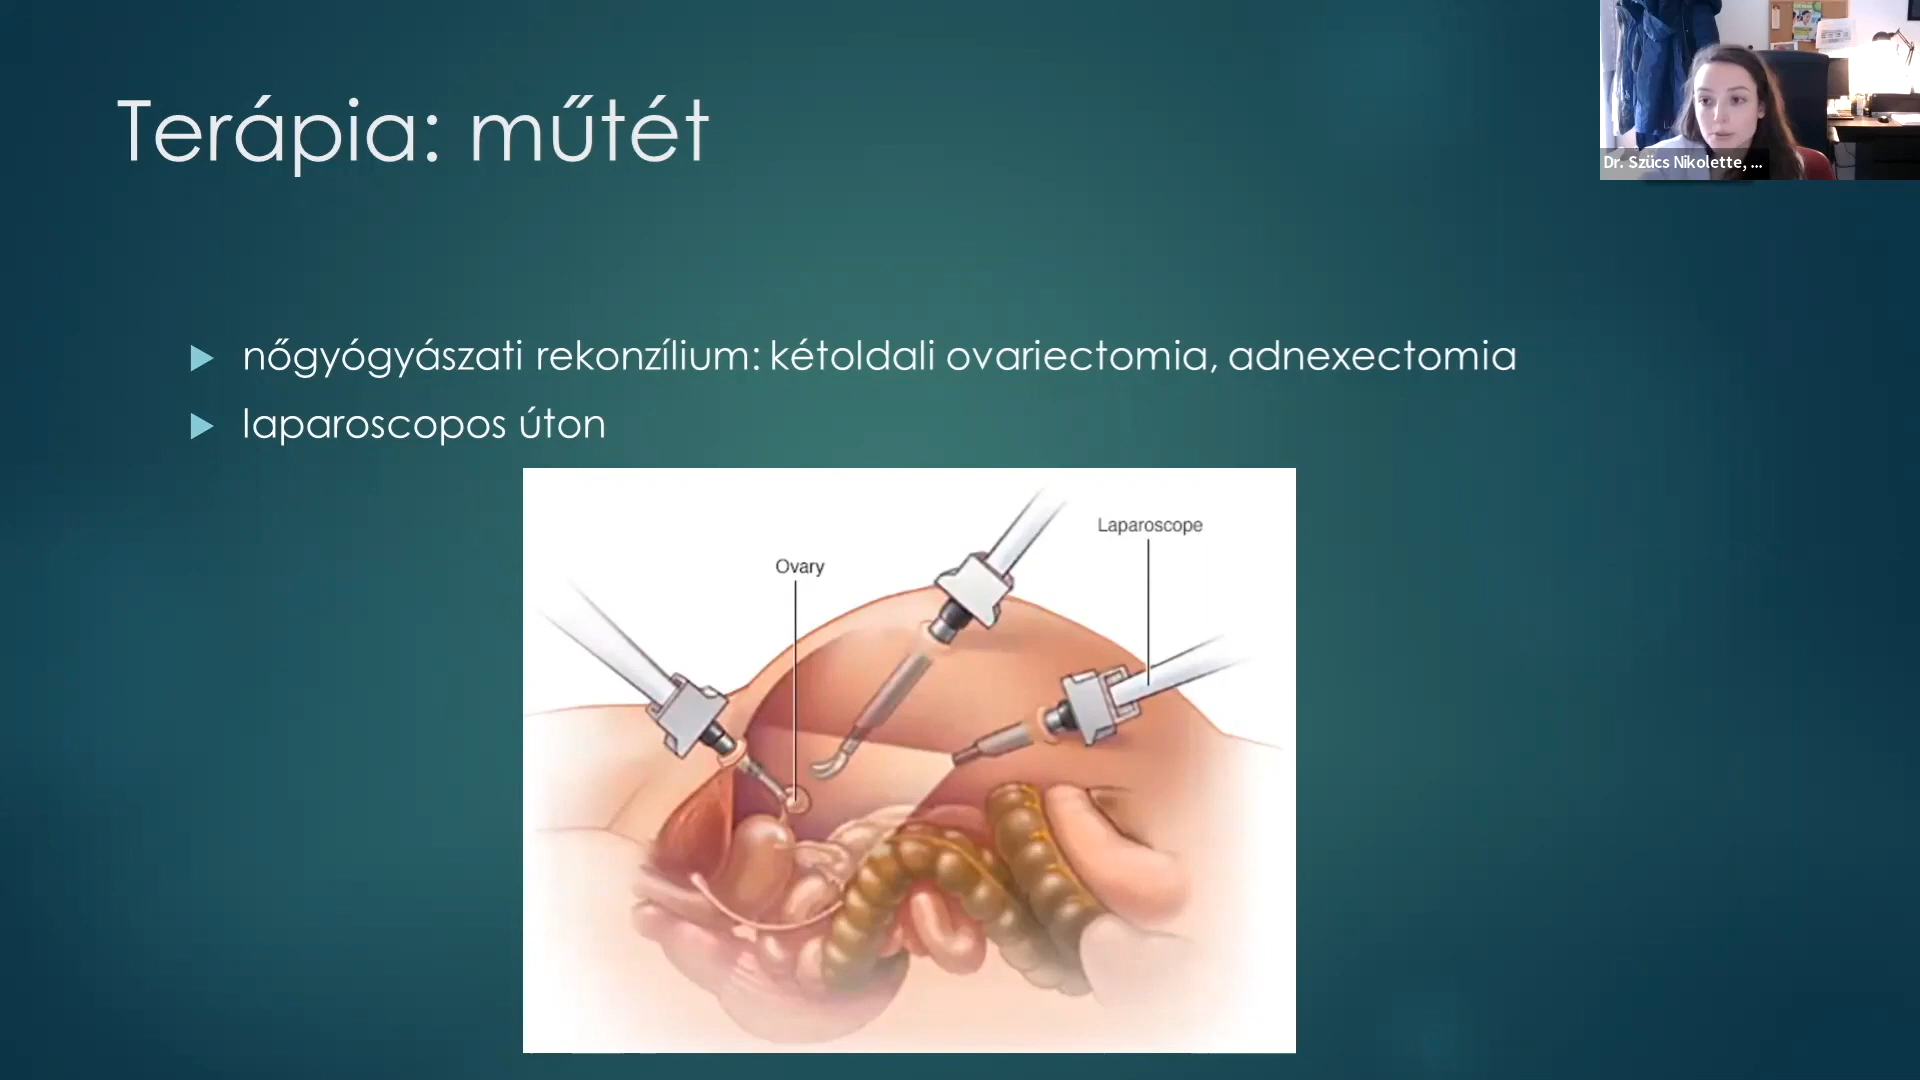 Terápia: műtét
Dr. Szücs Nikolette, ...
nőgyógyászati rekonzílium: kétoldali ovariectomia, adnexectomia
laparoscopos úton
Laparoscope
Ovary